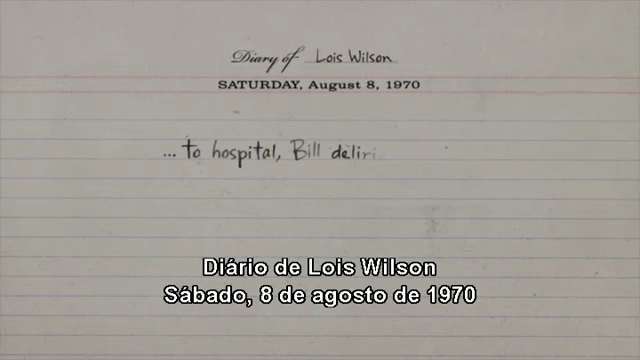 Diary of Lois Wilson
SATURDAY, August 8, 1970
... to hospital, Bill deliri
Diário de Lois Wilson
Sábado, 8 de agosto de 1970